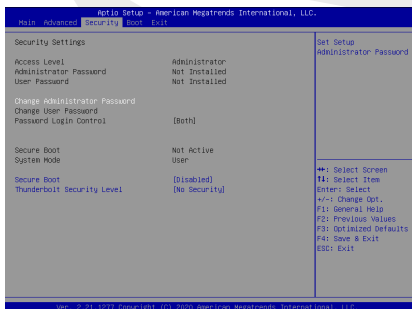 Aptio Setup - American Megatrends International, LLC.
Main Advanced Security Boot Exit
Security Settings
Access Level Administrator
Administrator Password Not Installed
User Password Not Installed
Change Administrator Password
Change User Password
Password Login Control [Both]
Secure Boot Not Active
System Mode User
Secure Boot [Disabled]
Thunderbolt Security Level [No Security]
Set Setup
Administrator Password
→←: Select Screen
↑↓: Select Item
Enter: Select
+/-: Change Opt.
F1: General Help
F2: Previous Values
F3: Optimized Defaults
F4: Save & Exit
ESC: Exit
Ver. 2.21.1277 Copyright (C) 2020 American Megatrends International, LLC